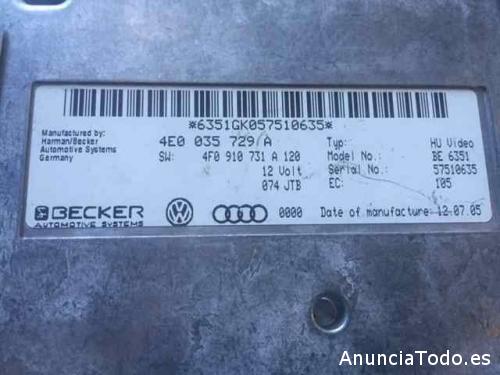 *6351GK057510635*
Manufactured by:
Harman/Becker
Automotive Systems
Germany
4E0 035 729 A
SW: 4F0 910 731 A 120
12 Volt
074 JTB
Typ: HU Video
Model No.: BE 6351
Serial No.: 57510635
EC: 105
BECKER
AUTOMOTIVE SYSTEMS
0000
Date of manufacture: 12.07.05
AnunciaTodo.es